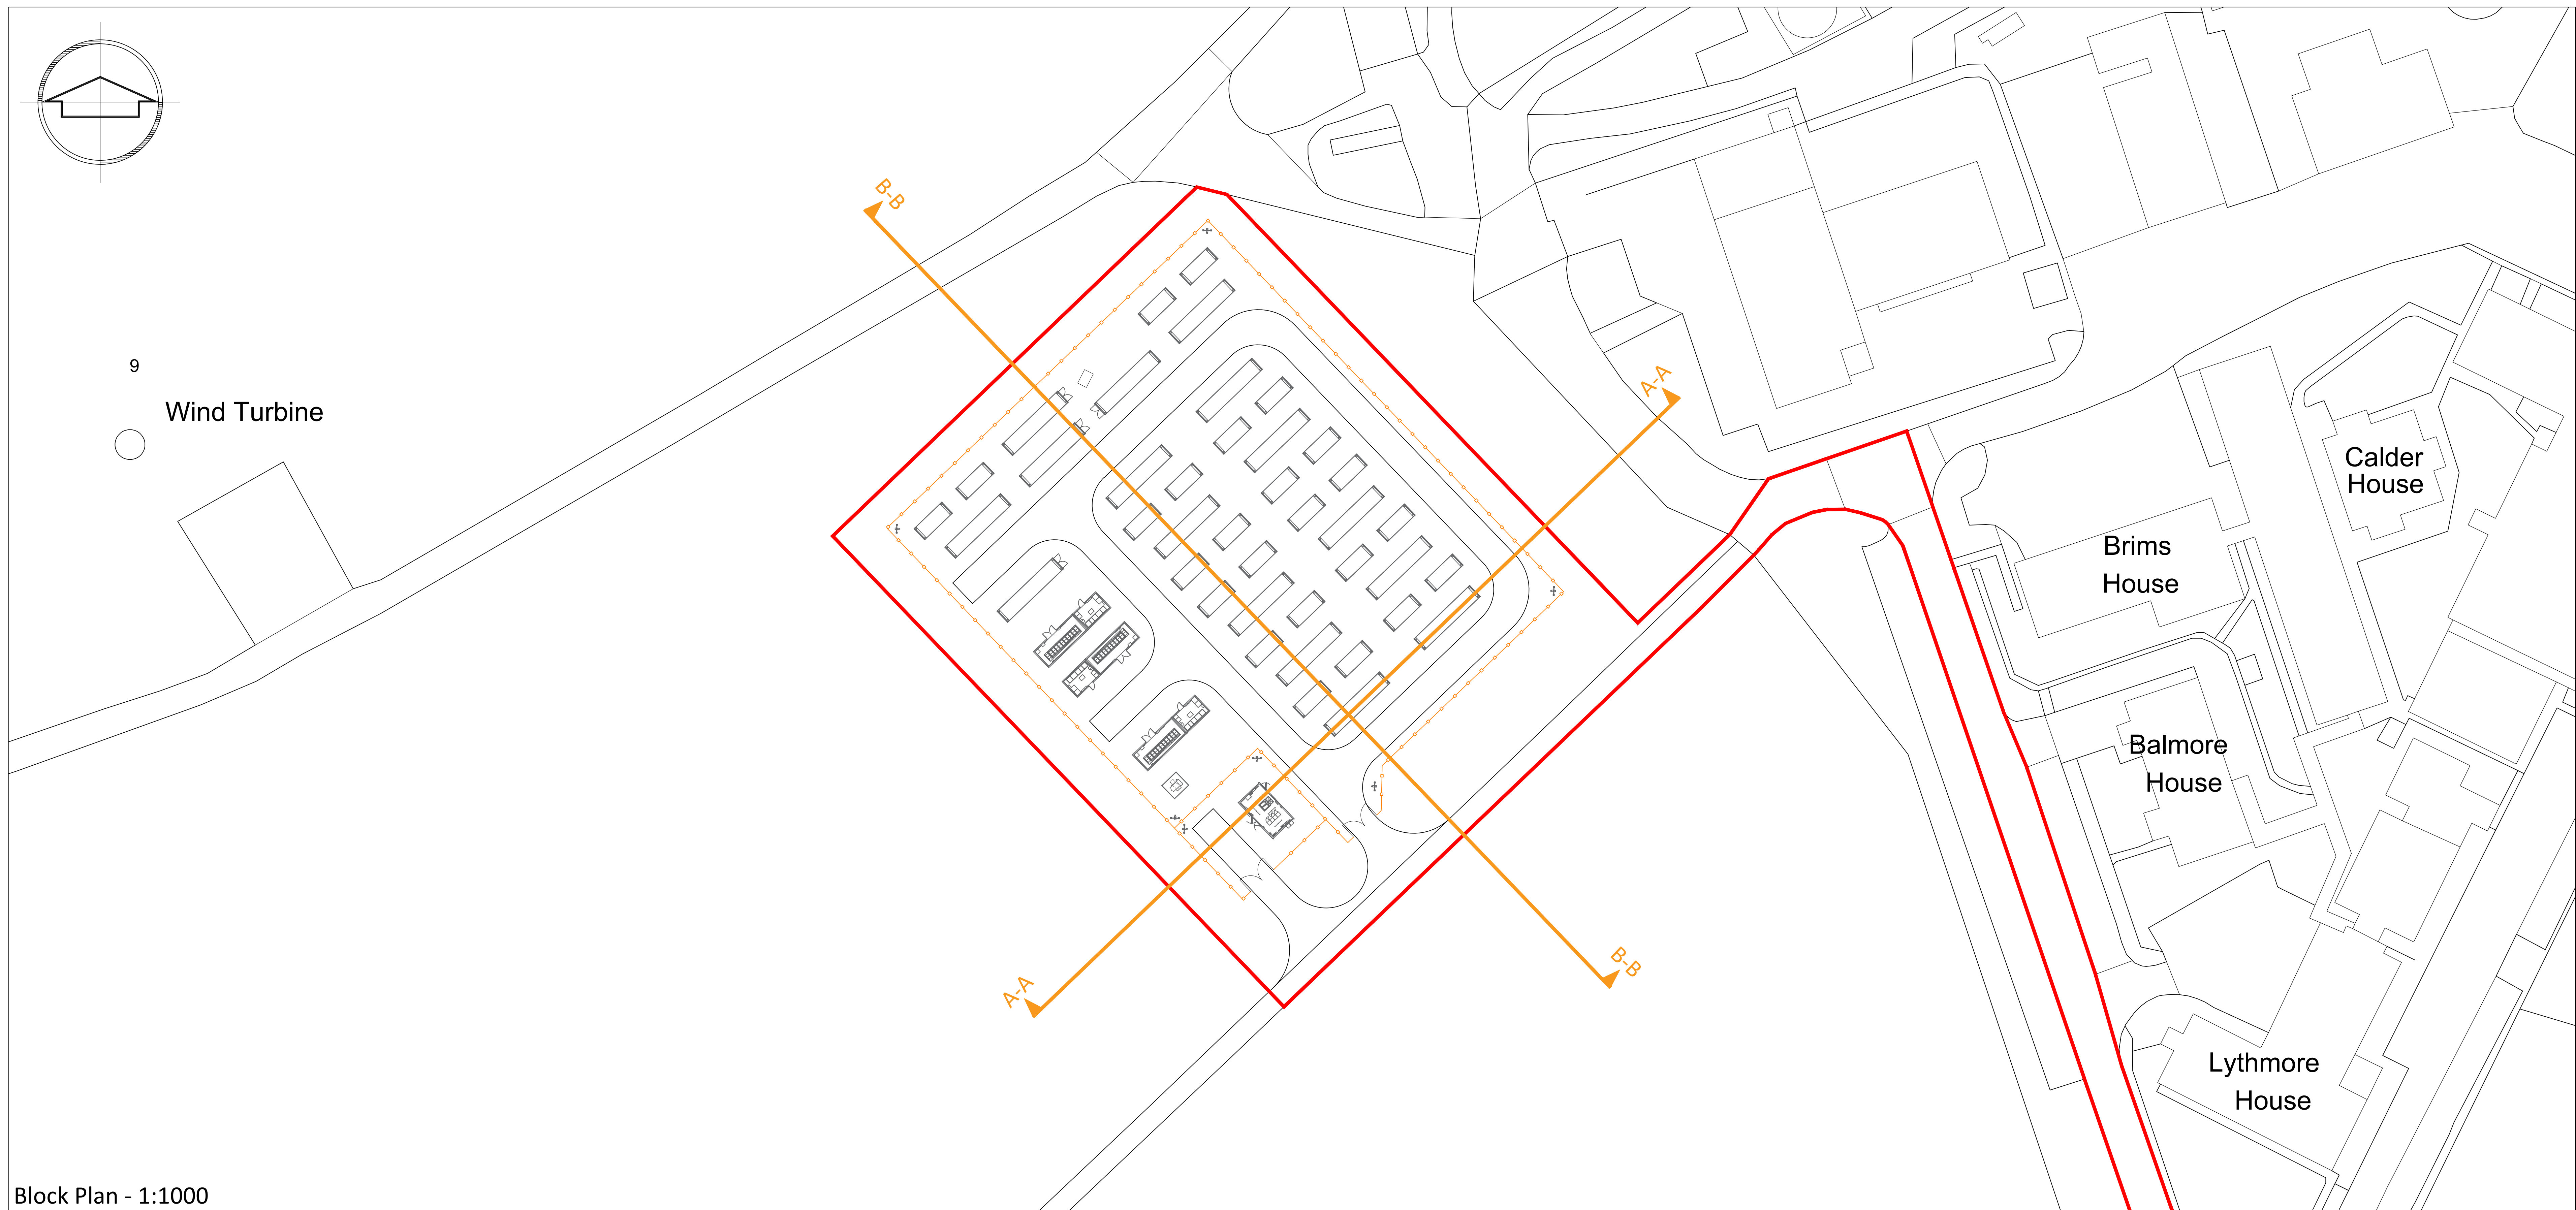 B-B
A-A
9
Wind Turbine
Calder
House
Brims
House
Balmore
House
B-B
A-A
Lythmore
House
Block Plan - 1:1000